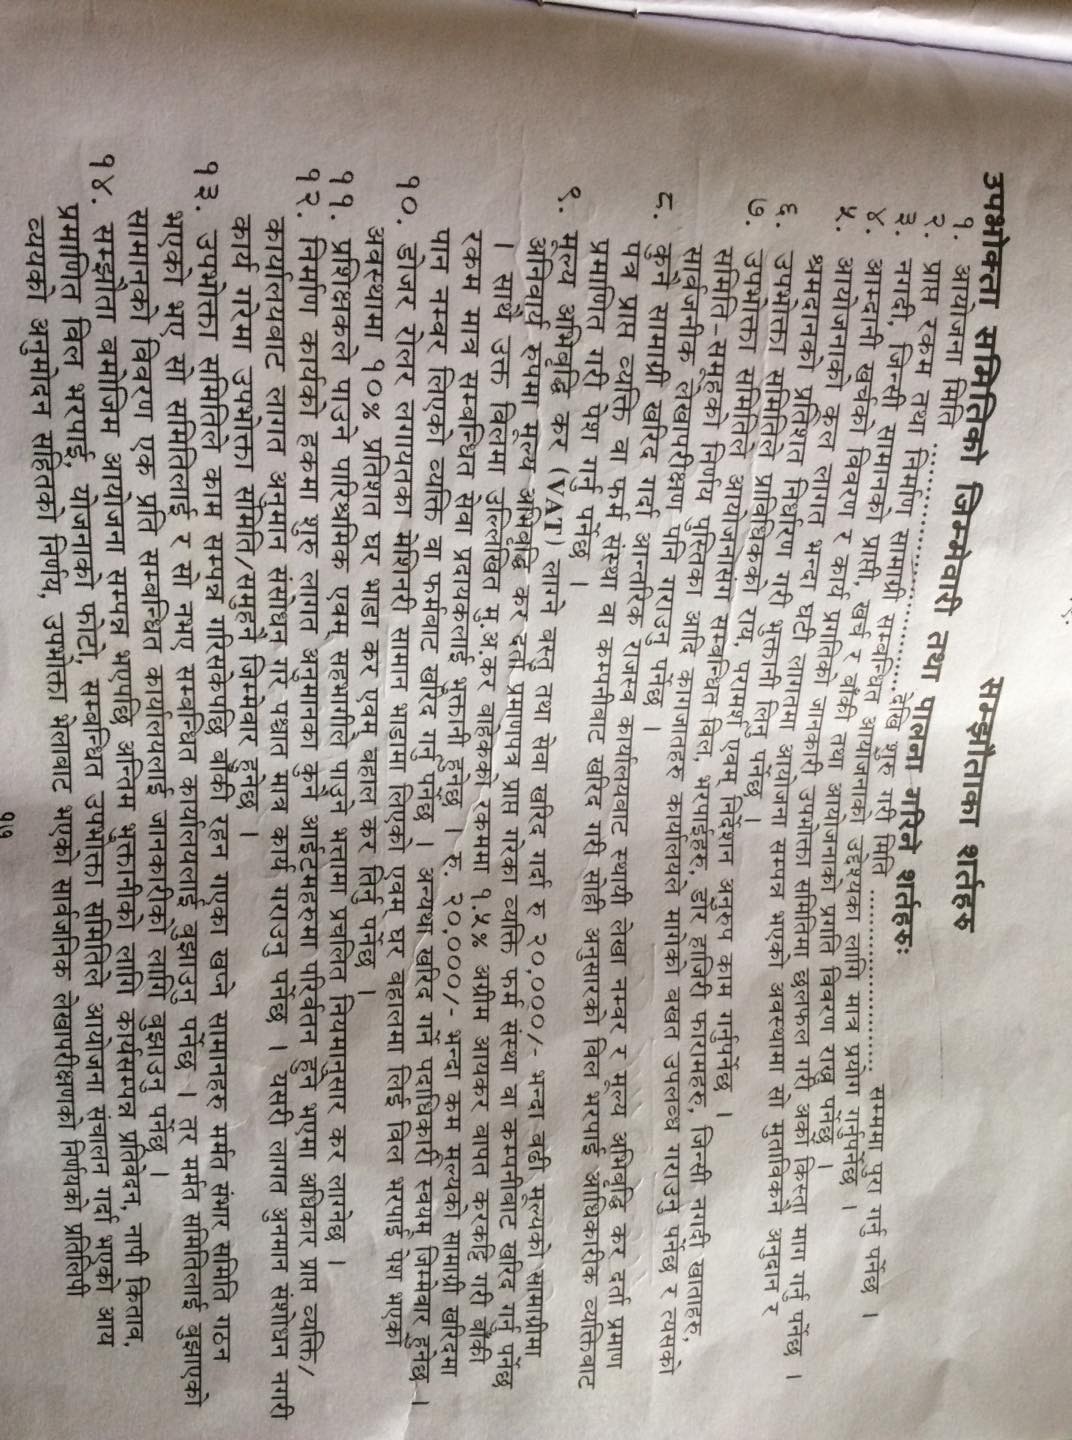 सम्झौताका शर्तहरु
उपभोक्ता समितिको जिम्मेवारी तथा पालना गरिने शर्तहरुः
१. आयोजना मिति ................................देखि शुरु गरी मिति ............................ सम्ममा पुरा गर्नु पर्नेछ ।
२. प्राप्त रकम तथा निर्माण सामाग्री सम्बन्धित आयोजनाको उद्देश्यका लागि मात्र प्रयोग गर्नुपर्नेछ ।
३. नगदी, जिन्सी सामानको प्राप्ती, खर्च र बाँकी तथा आयोजनाको प्रगति विवरण राख्नु पर्नेछ ।
४. आम्दानी खर्चको विवरण र कार्य प्रगतिको जानकारी उपभोक्ता समितिमा छलफल गरी अर्को किस्ता माग गर्नु पर्नेछ ।
५. आयोजनाको कुल लागत भन्दा घटी लागतमा आयोजना सम्पन्न भएको अवस्थामा सो मुताविकनै अनुदान र
श्रमदानको प्रतिशत निर्धारण गरी भुक्तानी लिनु पर्नेछ ।
६. उपभोक्ता समितिले प्राविधिकको राय, परामर्श एवम् निर्देशन अनुरुप काम गर्नुपर्नेछ ।
७. उपभोक्ता समितिले आयोजनासंग सम्बन्धित विल, भरपाईहरु, डोर हाजिरी फारामहरु, जिन्सी नगदी खाताहरु,
समिति-समुहको निर्णय पुस्तिका आदि कागजातहरु कार्यालयले मागेको बखत उपलब्ध गराउनु पर्नेछ र त्यसको
सार्वजनीक लेखापरीक्षण पनि गराउनु पर्नेछ ।
८. कुनै सामाग्री खरिद गर्दा आन्तरिक राजस्व कार्यालयवाट स्थायी लेखा नम्वर र मुल्य अभिवृद्धि कर दर्ता प्रमाण
पत्र प्राप्त व्यक्ति वा फर्म संस्था वा कम्पनीवाट खरिद गरी सोही अनुसारको विल भरपाई आधिकारीक व्यक्तिवाट
प्रमाणित गरी पेश गर्नु पर्नेछ ।
९. मुल्य अभिवृद्धि कर (VAT) लाग्ने वस्तु तथा सेवा खरिद गर्दा रु २०,०००/- भन्दा वढी मुल्यको सामाग्रीमा
अनिवार्य रुपमा मुल्य अभिवृद्धि कर दर्ता प्रमाणपत्र प्राप्त गरेका व्यक्ति फर्म संस्था वा कम्पनीवाट खरिद गर्नु पर्नेछ
। साथै उक्त विलमा उल्लिखित मु.अ.कर वाहेकको रकममा १.५% अग्रीम आयकर वापत करकट्टि गरी बाँकी
रकम मात्र सम्वन्धित सेवा प्रदायकलाई भुक्तानी हुनेछ । रु. २०,०००/- भन्दा कम मुल्यको सामाग्री खरिदमा
पान नम्वर लिएको व्यक्ति वा फर्मवाट खरिद गर्नु पर्नेछ । अन्यथा खरिद गर्ने पदाधिकारी स्वयम जिम्मेवार हुनेछ ।
१०. डोजर रोलर लगायतका मेशिनरी सामान भाडामा लिएको एवम् घर वहालमा लिई विल भरपाई पेश भएको
अवस्थामा १०% प्रतिशत घर भाडा कर एवम् वहाल कर तिर्नु पर्नेछ ।
११. प्रशिक्षकले पाउने पारिश्रमिक एवम् सहभागीले पाउने भत्तामा प्रचलित नियमानुसार कर लाग्नेछ ।
१२. निर्माण कार्यको हकमा शुरु लागत अनुमानका कुनै आईटमहरुमा परिर्वतन हुने भएमा अधिकार प्राप्त व्यक्ति/
कार्यालयवाट लागत अनुमान संसोधन गरे पश्चात मात्र कार्य गराउनु पर्नेछ । यसरी लागत अनुमान संशोधन नगरी
कार्य गरेमा उपभोक्ता समिति/समुहनै जिम्मेवार हुनेछ ।
१३. उपभोक्ता समितिले काम सम्पन्न गरिसकेपछि बाँकी रहन गएका खप्ने सामानहरु मर्मत संभार समिति गठन
भएको भए सो समितिलाई र सो नभए सम्वन्धित कार्यालयलाई वुझाउनु पर्नेछ । तर मर्मत समितिलाई वुझाएको
सामानको विवरण एक प्रति सम्वन्धित कार्यालयलाई जानकारीको लागि वुझाउनु पर्नेछ ।
१४. सम्झौता वमोजिम आयोजना सम्पन्न भएपछि अन्तिम भुक्तानीको लागि कार्यसम्पन्न प्रतिवेदन, नापी किताव,
प्रमाणित विल भरपाई, योजनाको फोटो, सम्वन्धित उपभोक्ता समितिले आयोजना संचालन गर्दा भएको आय
व्ययको अनुमोदन सहितको निर्णय, उपभोक्ता भेलावाट भएको सार्वजनिक लेखापरीक्षणको निर्णयको प्रतिलिपी